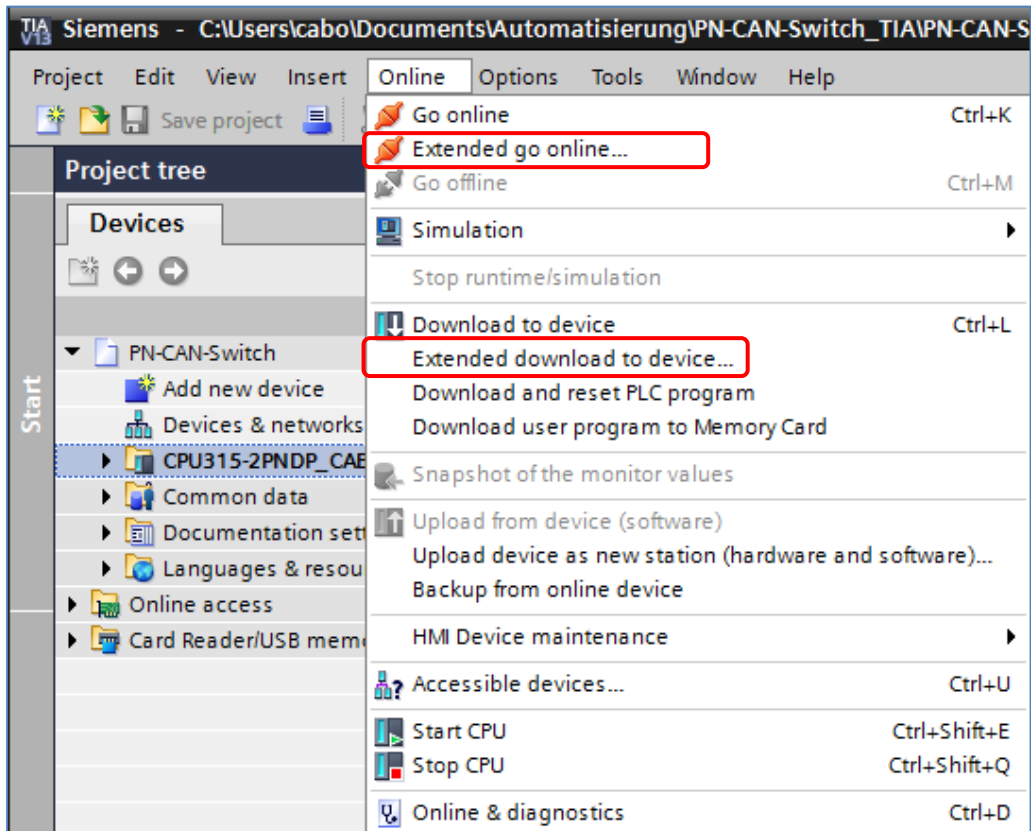 TIA V13 Siemens - C:\Users\cabo\Documents\Automatisierung\PN-CAN-Switch_TIA\PN-CAN-S
Project Edit View Insert Online Options Tools Window Help
Save project
Go online Ctrl+K
Extended go online...
Go offline Ctrl+M
Simulation
Stop runtime/simulation
Download to device Ctrl+L
Extended download to device...
Download and reset PLC program
Download user program to Memory Card
Snapshot of the monitor values
Upload from device (software)
Upload device as new station (hardware and software)...
Backup from online device
HMI Device maintenance
Accessible devices... Ctrl+U
Start CPU Ctrl+Shift+E
Stop CPU Ctrl+Shift+Q
Online & diagnostics Ctrl+D
Start
Project tree
Devices
PN-CAN-Switch
Add new device
Devices & networks
CPU315-2PNDP_CAB
Common data
Documentation sett
Languages & resou
Online access
Card Reader/USB memo